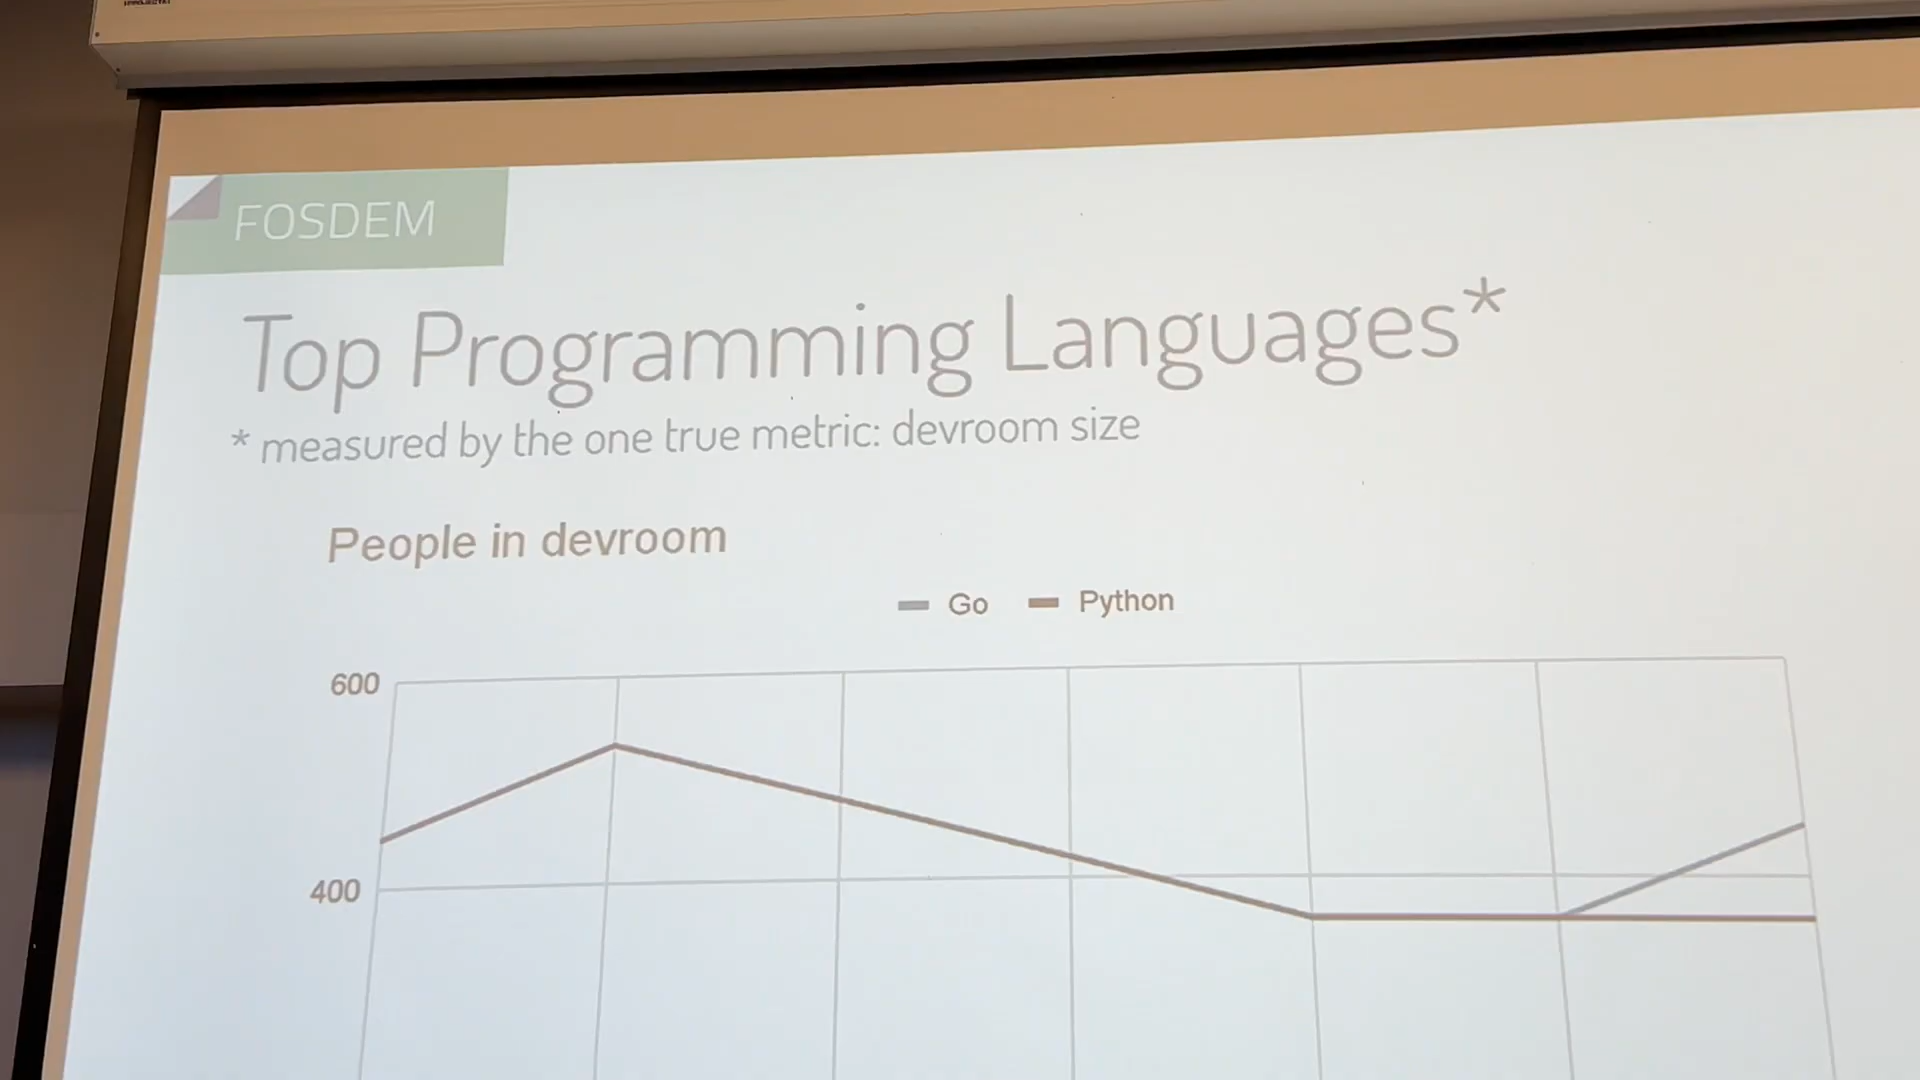 FOSDEM
Top Programming Languages*
* measured by the one true metric: devroom size
People in devroom
Go Python
600
400